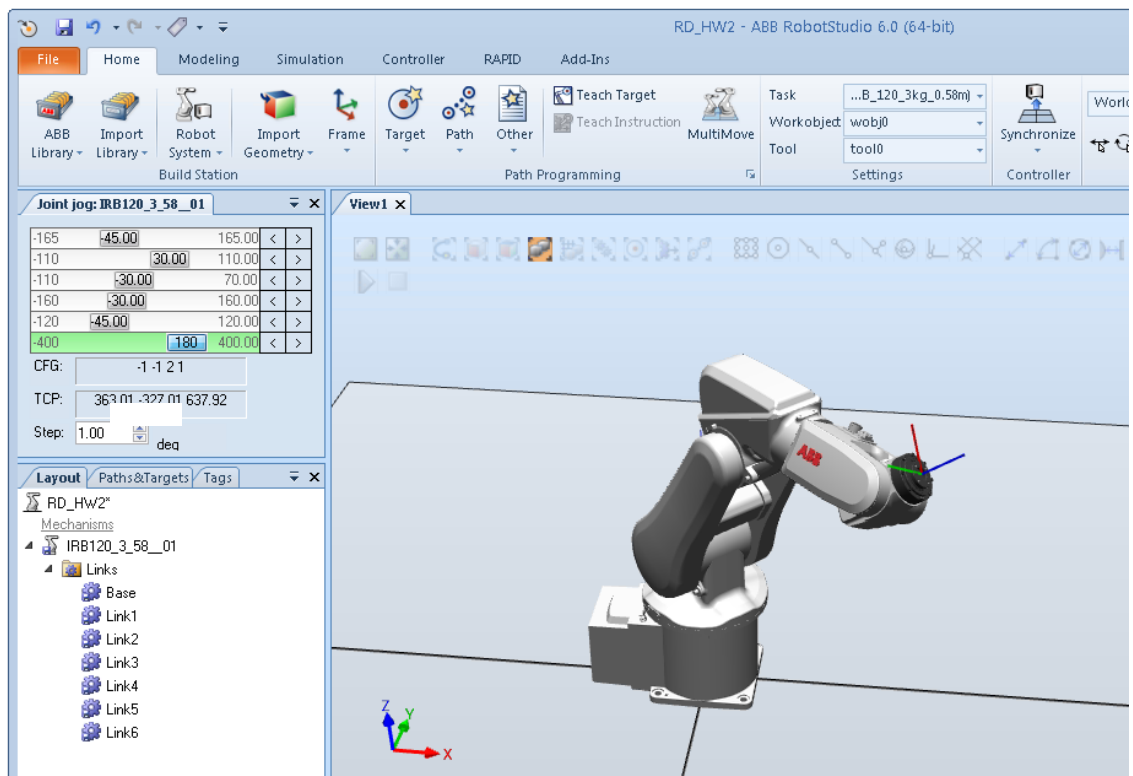 RD_HW2 - ABB RobotStudio 6.0 (64-bit)
File Home Modeling Simulation Controller RAPID Add-Ins
ABB Library
Import Library
Robot System
Import Geometry
Frame
Build Station
Target
Path
Other
Teach Target
Teach Instruction
MultiMove
Path Programming
Task ...B_120_3kg_0.58m)
Workobject wobj0
Tool tool0
Settings
Synchronize
Controller
World
Joint jog: IRB120_3_58__01
-165 -45.00 165.00 < >
-110 30.00 110.00 < >
-110 -30.00 70.00 < >
-160 -30.00 160.00 < >
-120 -45.00 120.00 < >
-400 180 400.00 < >
CFG: -1 -1 2 1
TCP: 363.01 -327.01 637.92
Step: 1.00 deg
Layout Paths&Targets Tags
RD_HW2*
Mechanisms
IRB120_3_58__01
Links
Base
Link1
Link2
Link3
Link4
Link5
Link6
View1
ABB
Z
Y
X